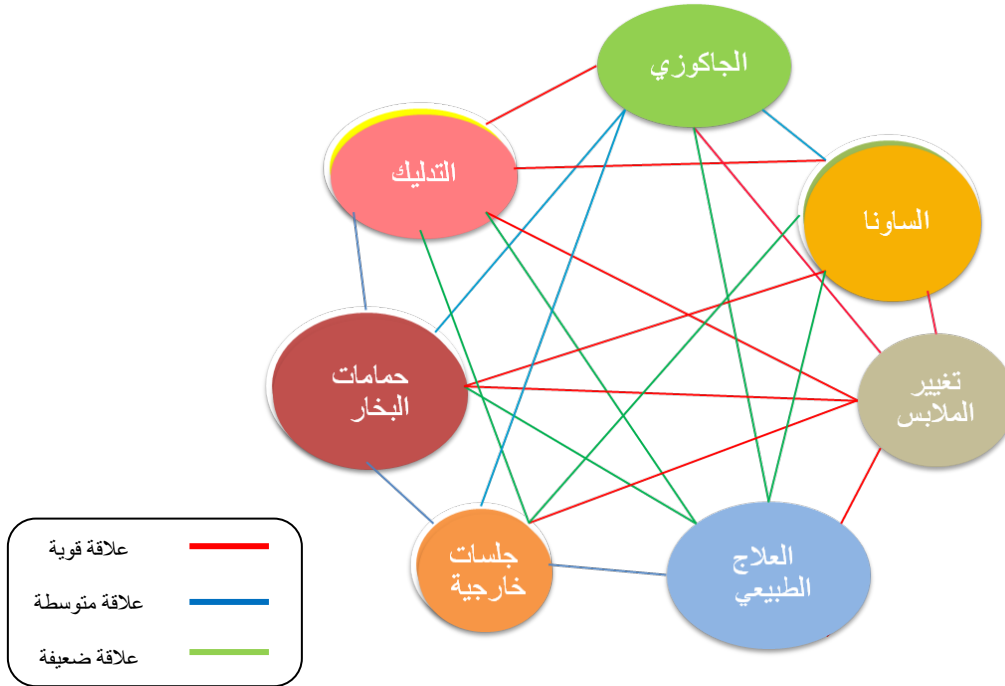 الجاكوزي
التدليك
الساونا
حمامات
البخار
تغيير
الملابس
جلسات
خارجية
العلاج
الطبيعي
علاقة قوية
علاقة متوسطة
علاقة ضعيفة